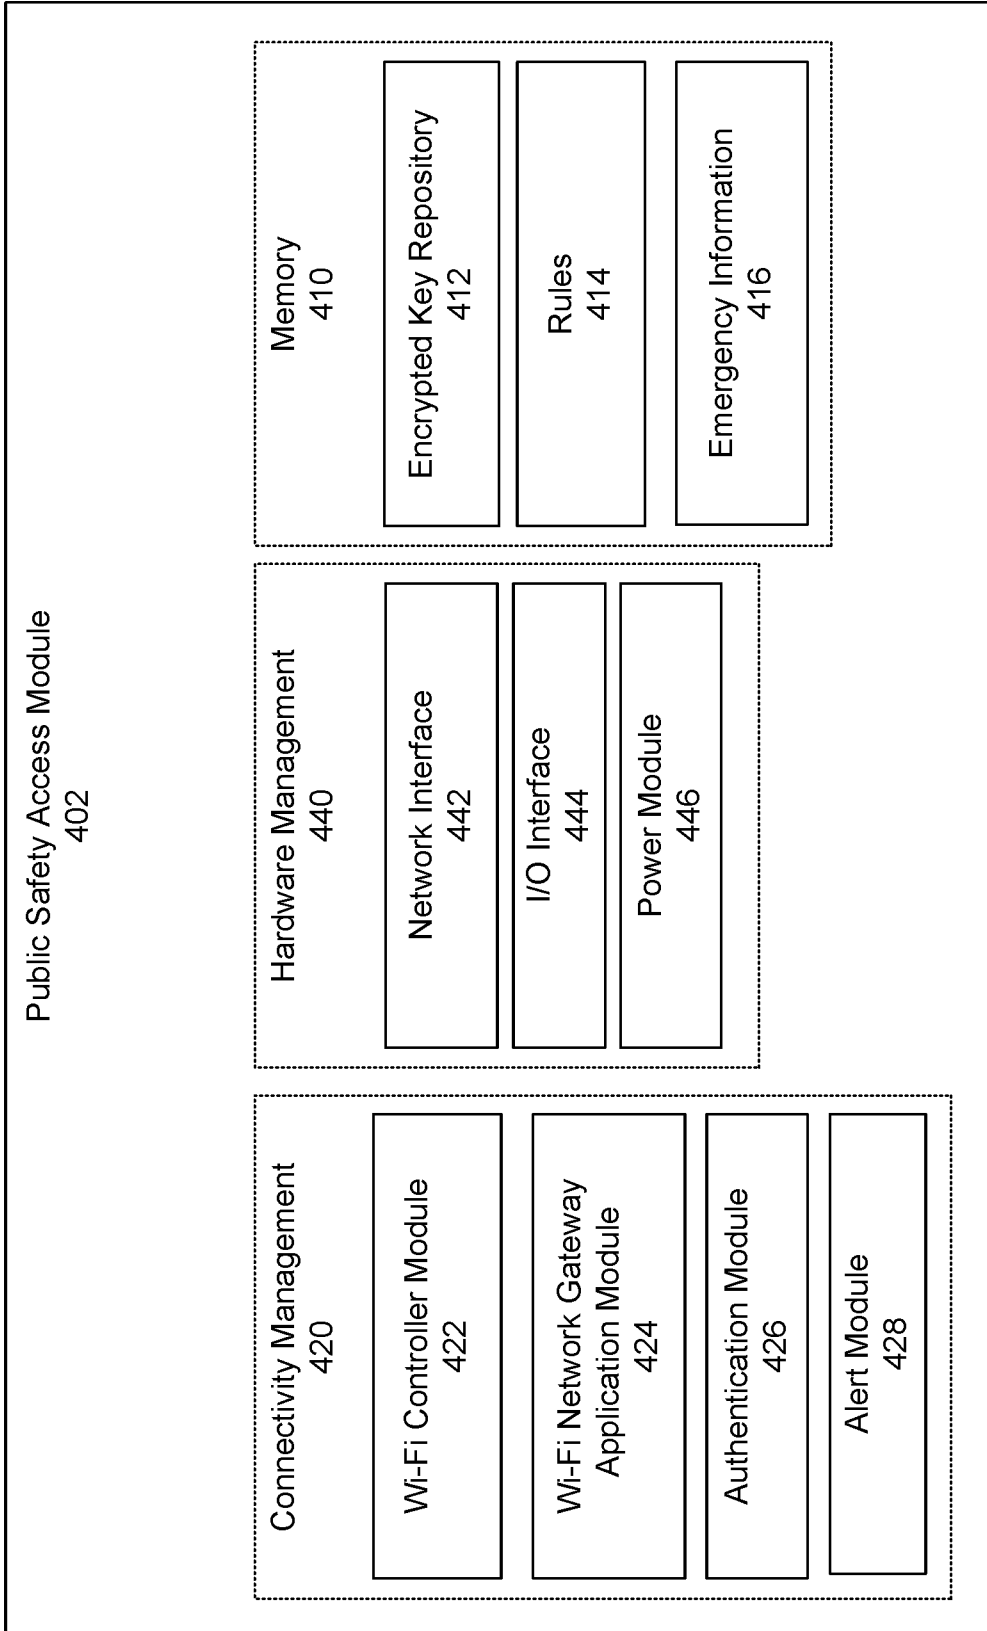 Public Safety Access Module
402
Connectivity Management
420
Wi-Fi Controller Module
422
Wi-Fi Network Gateway
Application Module
424
Authentication Module
426
Alert Module
428
Hardware Management
440
Network Interface
442
I/O Interface
444
Power Module
446
Memory
410
Encrypted Key Repository
412
Rules
414
Emergency Information
416